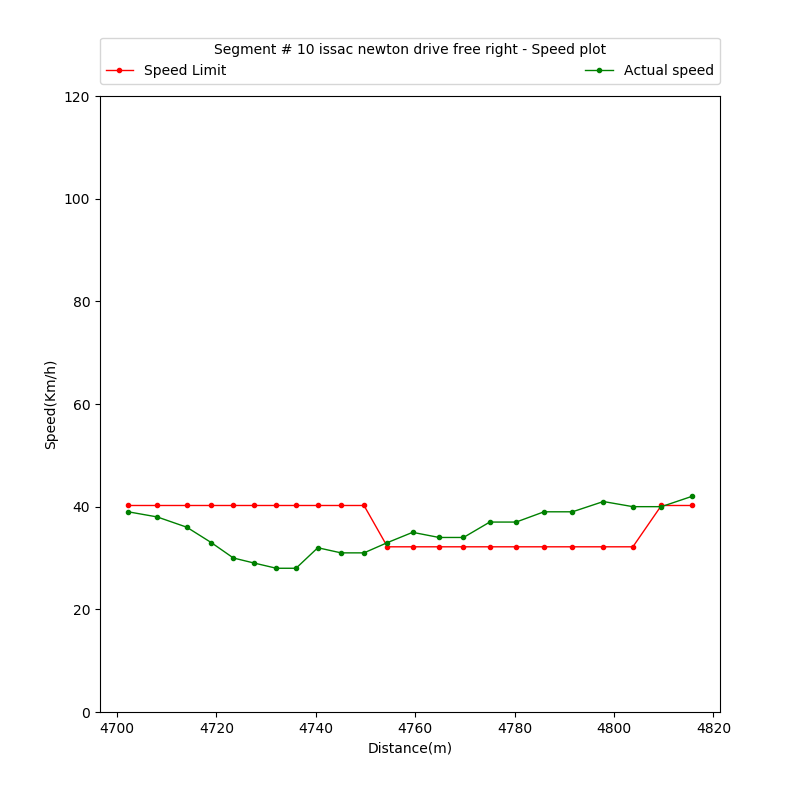 Segment # 10 issac newton drive free right - Speed plot
Speed Limit Actual speed
120
100
80
60
40
20
0
Speed(Km/h)
4700 4720 4740 4760 4780 4800 4820
Distance(m)